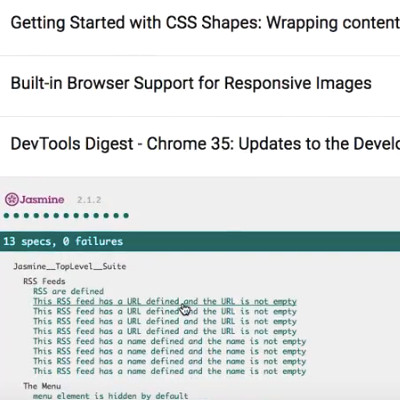 Getting Started with CSS Shapes: Wrapping content
Built-in Browser Support for Responsive Images
DevTools Digest - Chrome 35: Updates to the Develo
Jasmine 2.1.2
13 specs, 0 failures
Jasmine__TopLevel__Suite
RSS Feeds
RSS are defined
This RSS feed has a URL defined and the URL is not empty
This RSS feed has a URL defined and the URL is not empty
This RSS feed has a URL defined and the URL is not empty
This RSS feed has a URL defined and the URL is not empty
This RSS feed has a name defined and the name is not empty
This RSS feed has a name defined and the name is not empty
This RSS feed has a name defined and the name is not empty
This RSS feed has a name defined and the name is not empty
The Menu
menu element is hidden by default